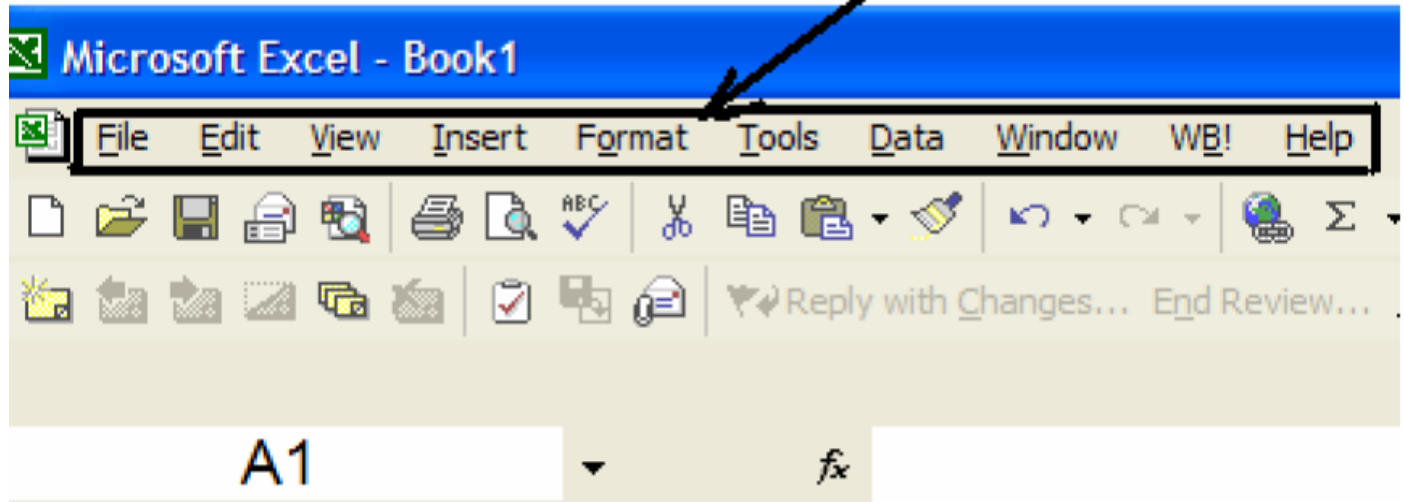 Microsoft Excel - Book1
File Edit View Insert Format Tools Data Window WB! Help
ABC Σ
Reply with Changes... End Review...
A1 fx